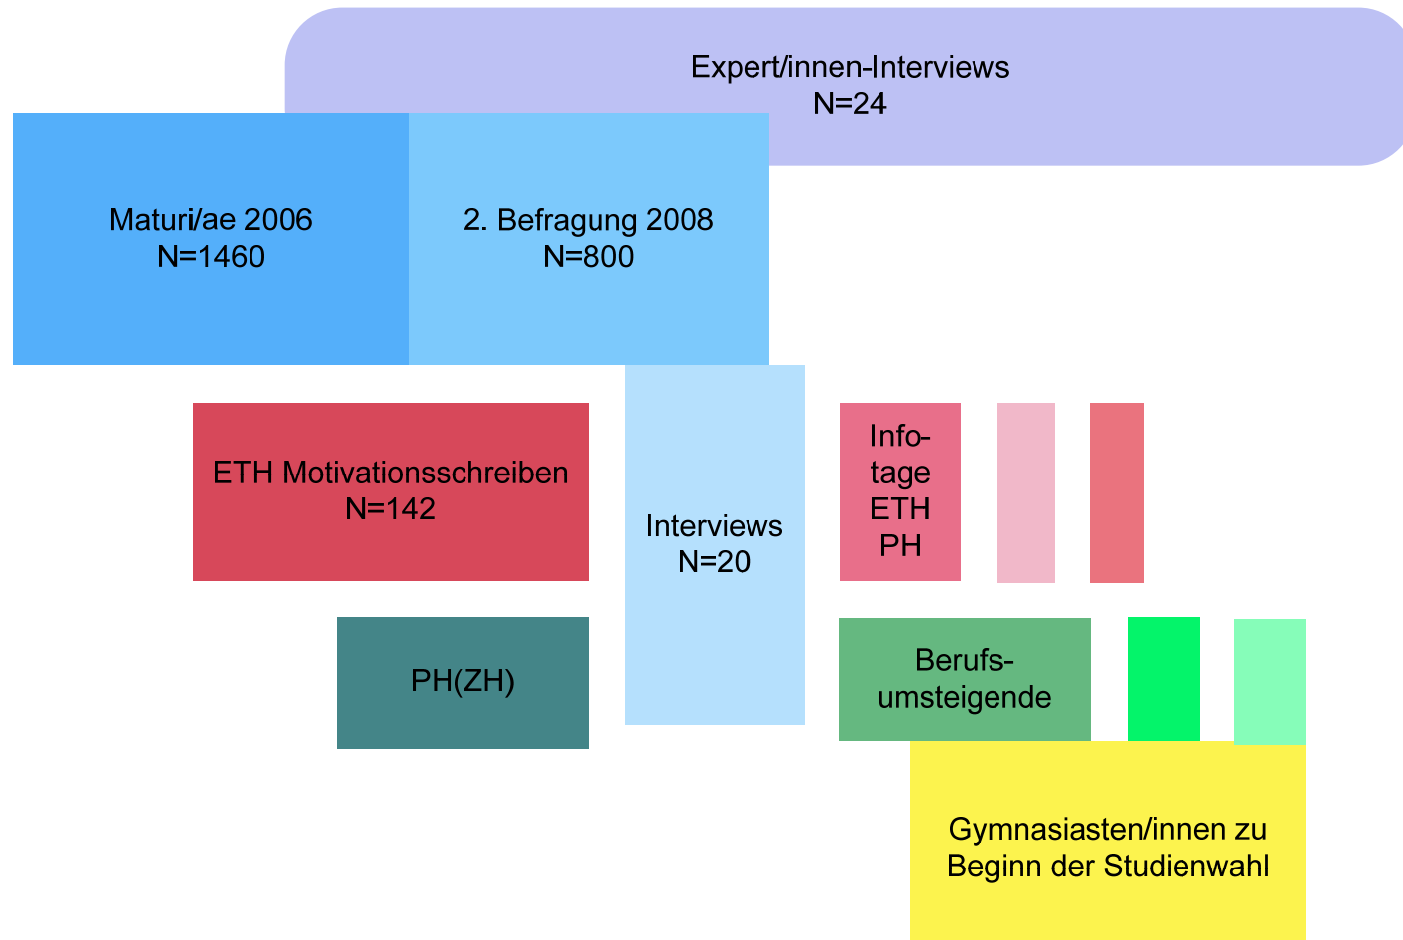 Expert/innen-Interviews
N=24
Maturi/ae 2006
N=1460
2. Befragung 2008
N=800
ETH Motivationsschreiben
N=142
Interviews
N=20
Info-
tage
ETH
PH
PH(ZH)
Berufs-
umsteigende
Gymnasiasten/innen zu
Beginn der Studienwahl